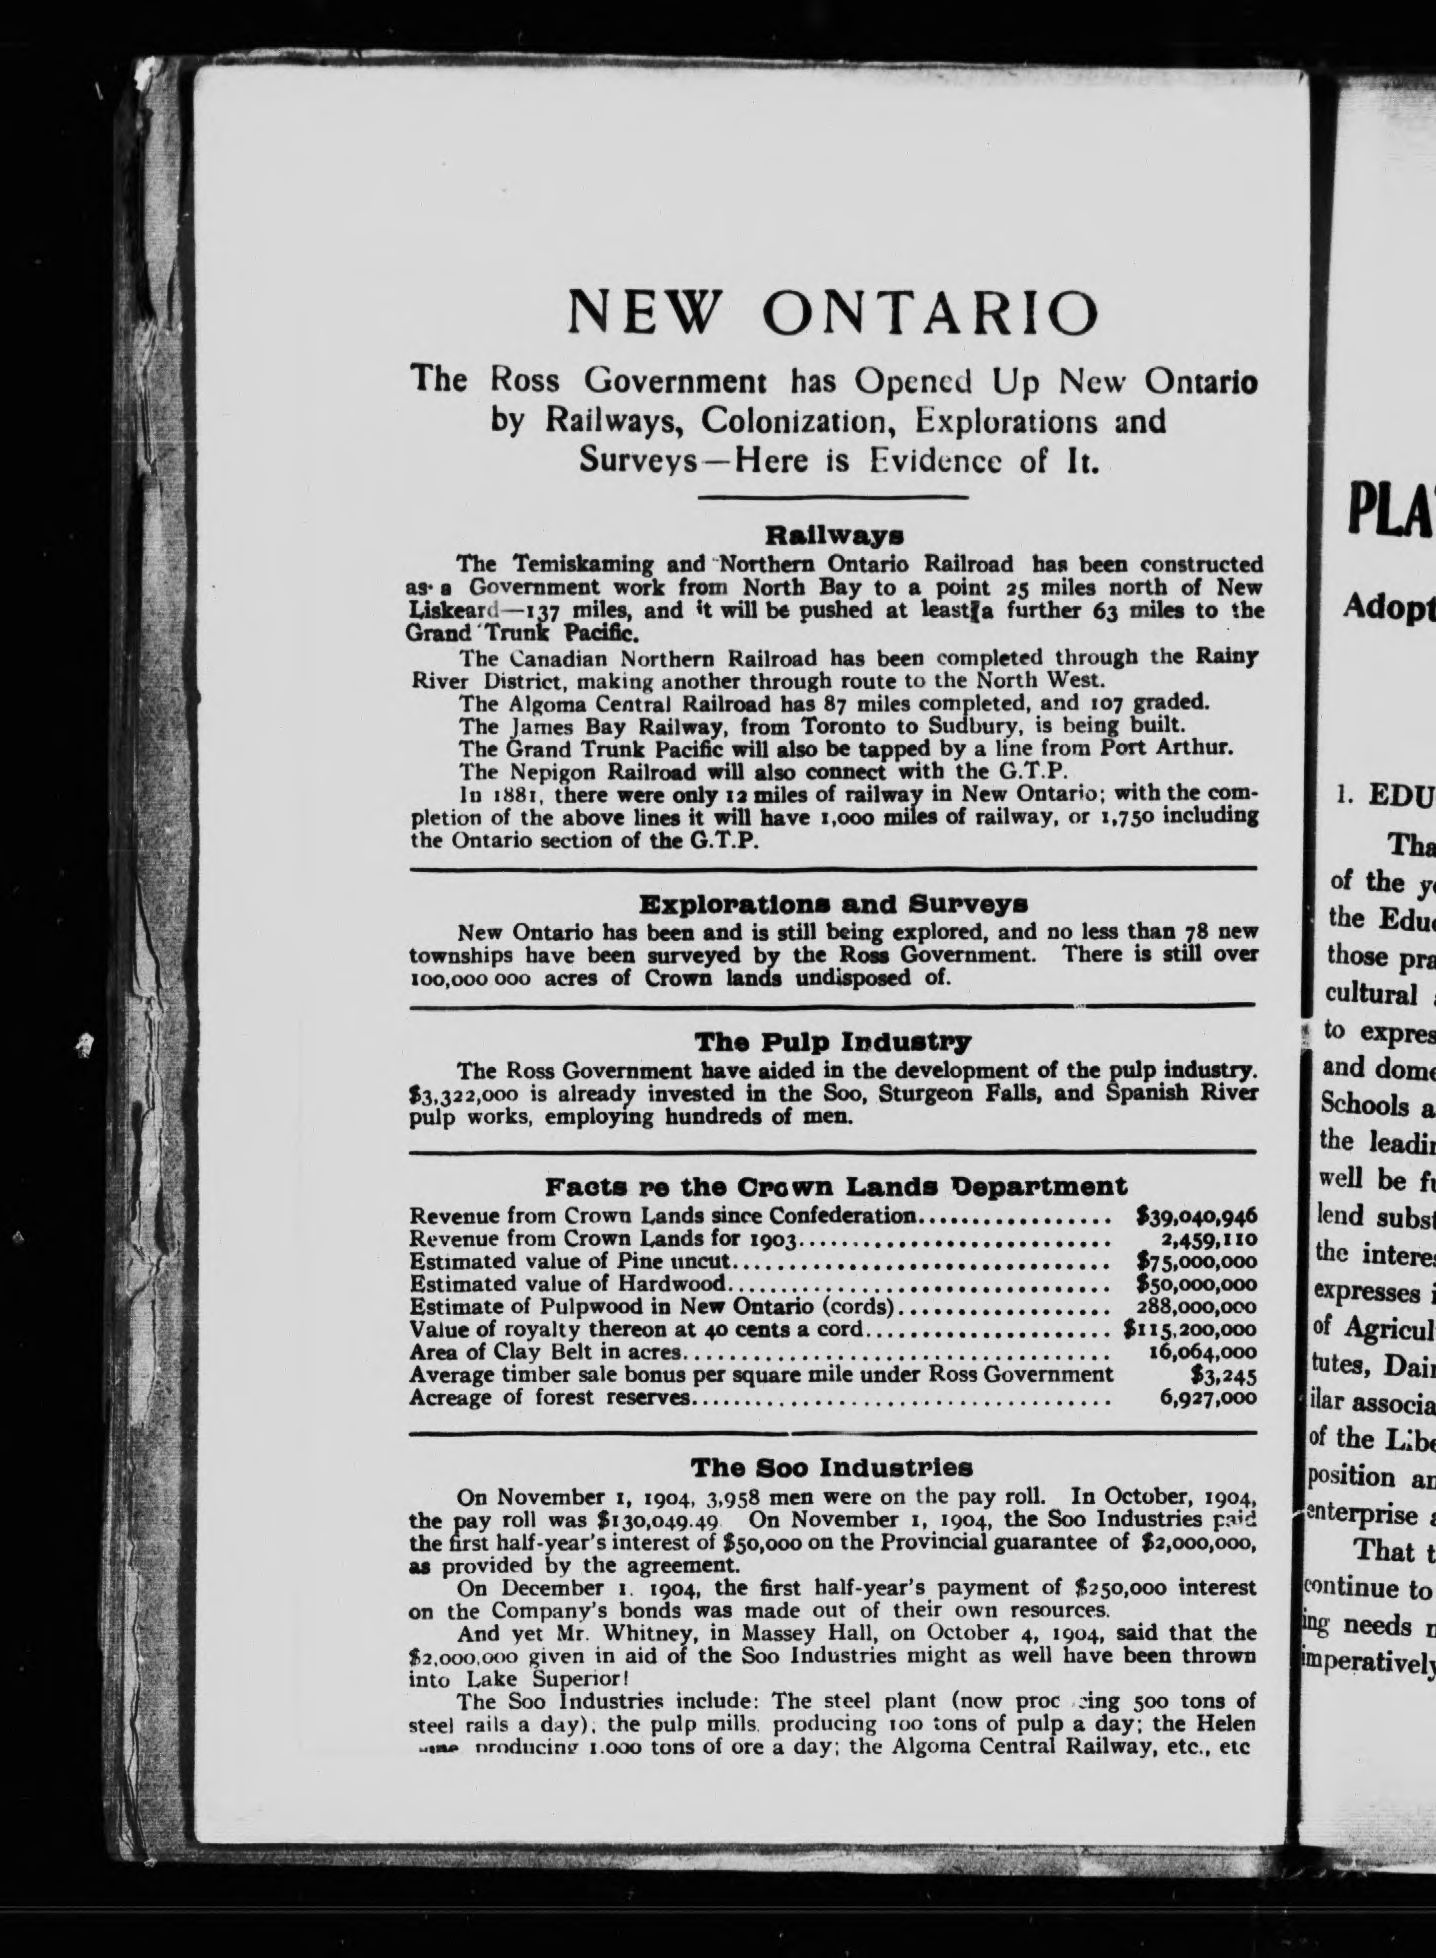 NEW ONTARIO
The Ross Government has Opened Up New Ontario
by Railways, Colonization, Explorations and
Surveys—Here is Evidence of It.
Railways
The Temiskaming and Northern Ontario Railroad has been constructed
as a Government work from North Bay to a point 25 miles north of New
Liskeard—137 miles, and it will be pushed at least a further 63 miles to the
Grand Trunk Pacific.
The Canadian Northern Railroad has been completed through the Rainy
River District, making another through route to the North West.
The Algoma Central Railroad has 87 miles completed, and 107 graded.
The James Bay Railway, from Toronto to Sudbury, is being built.
The Grand Trunk Pacific will also be tapped by a line from Port Arthur.
The Nepigon Railroad will also connect with the G.T.P.
In 1881, there were only 12 miles of railway in New Ontario; with the com-
pletion of the above lines it will have 1,000 miles of railway, or 1,750 including
the Ontario section of the G.T.P.
Explorations and Surveys
New Ontario has been and is still being explored, and no less than 78 new
townships have been surveyed by the Ross Government. There is still over
100,000 000 acres of Crown lands undisposed of.
The Pulp Industry
The Ross Government have aided in the development of the pulp industry.
$3,322,000 is already invested in the Soo, Sturgeon Falls, and Spanish River
pulp works, employing hundreds of men.
Facts re the Crown Lands Department
Revenue from Crown Lands since Confederation................. $39,040,946
Revenue from Crown Lands for 1903........................... 2,459,110
Estimated value of Pine uncut................................. $75,000,000
Estimated value of Hardwood................................. $50,000,000
Estimate of Pulpwood in New Ontario (cords)................... 288,000,000
Value of royalty thereon at 40 cents a cord..................... $115,200,000
Area of Clay Belt in acres..................................... 16,064,000
Average timber sale bonus per square mile under Ross Government $3,245
Acreage of forest reserves.................................... 6,927,000
The Soo Industries
On November 1, 1904, 3,958 men were on the pay roll. In October, 1904,
the pay roll was $130,049.49 On November 1, 1904, the Soo Industries paid
the first half-year's interest of $50,000 on the Provincial guarantee of $2,000,000,
as provided by the agreement.
On December 1. 1904, the first half-year's payment of $250,000 interest
on the Company's bonds was made out of their own resources.
And yet Mr. Whitney, in Massey Hall, on October 4, 1904, said that the
$2,000,000 given in aid of the Soo Industries might as well have been thrown
into Lake Superior!
The Soo Industries include: The steel plant (now 500 tons of
steel rails a day); the pulp mills, producing 100 tons of pulp a day; the Helen
producing 1.000 tons of ore a day; the Algoma Central Railway, etc., etc
PLA
Adopt
1. EDU
Tha
of the
the Edu
those pra
cultural
to expres
and dome
Schools a
the leadin
well be fu
lend subst
the interes
expresses i
of Agricul
tutes, Dair
ilar associa
of the Libe
position an
enterprise
That t
continue to
ing needs
imperatively